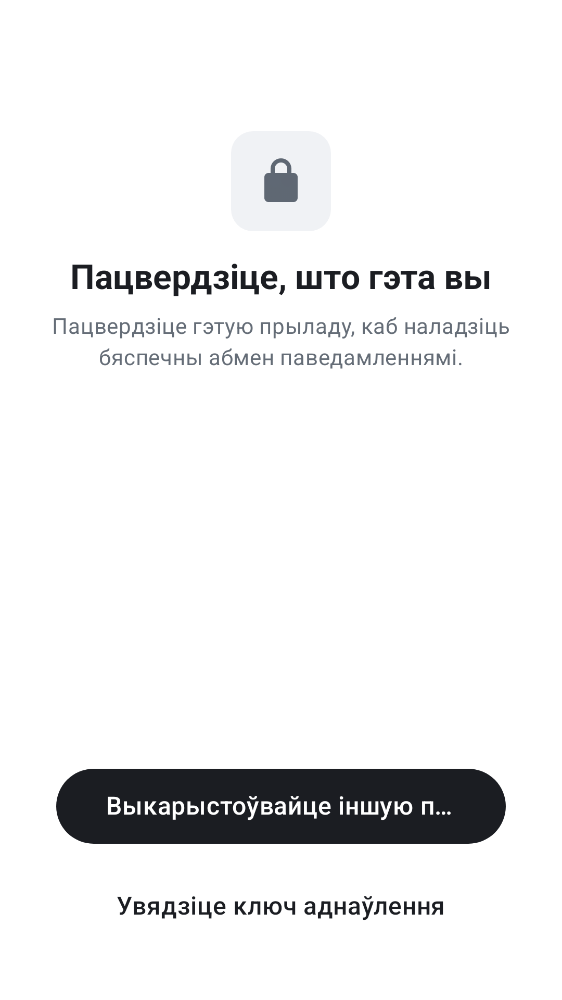 Пацвердзіце, што гэта вы
Пацвердзіце гэтую прыладу, каб наладзіць
бяспечны абмен паведамленнямі.
Выкарыстоўвайце іншую п...
Увядзіце ключ аднаўлення